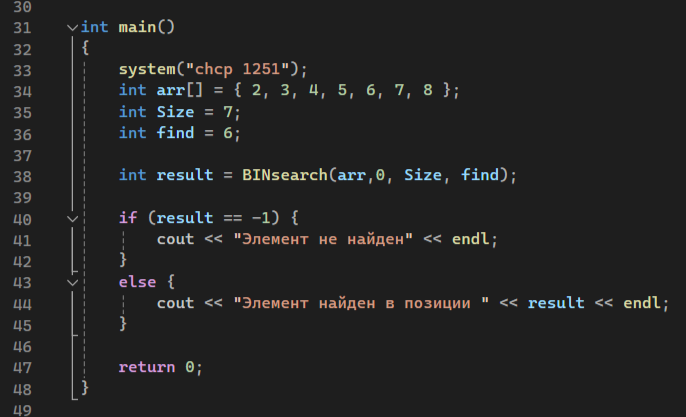 30
31 int main()
32 {
33 system("chcp 1251");
34 int arr[] = { 2, 3, 4, 5, 6, 7, 8 };
35 int Size = 7;
36 int find = 6;
37
38 int result = BINsearch(arr,0, Size, find);
39
40 if (result == -1) {
41 cout << "Элемент не найден" << endl;
42 }
43 else {
44 cout << "Элемент найден в позиции " << result << endl;
45 }
46
47 return 0;
48 }
49